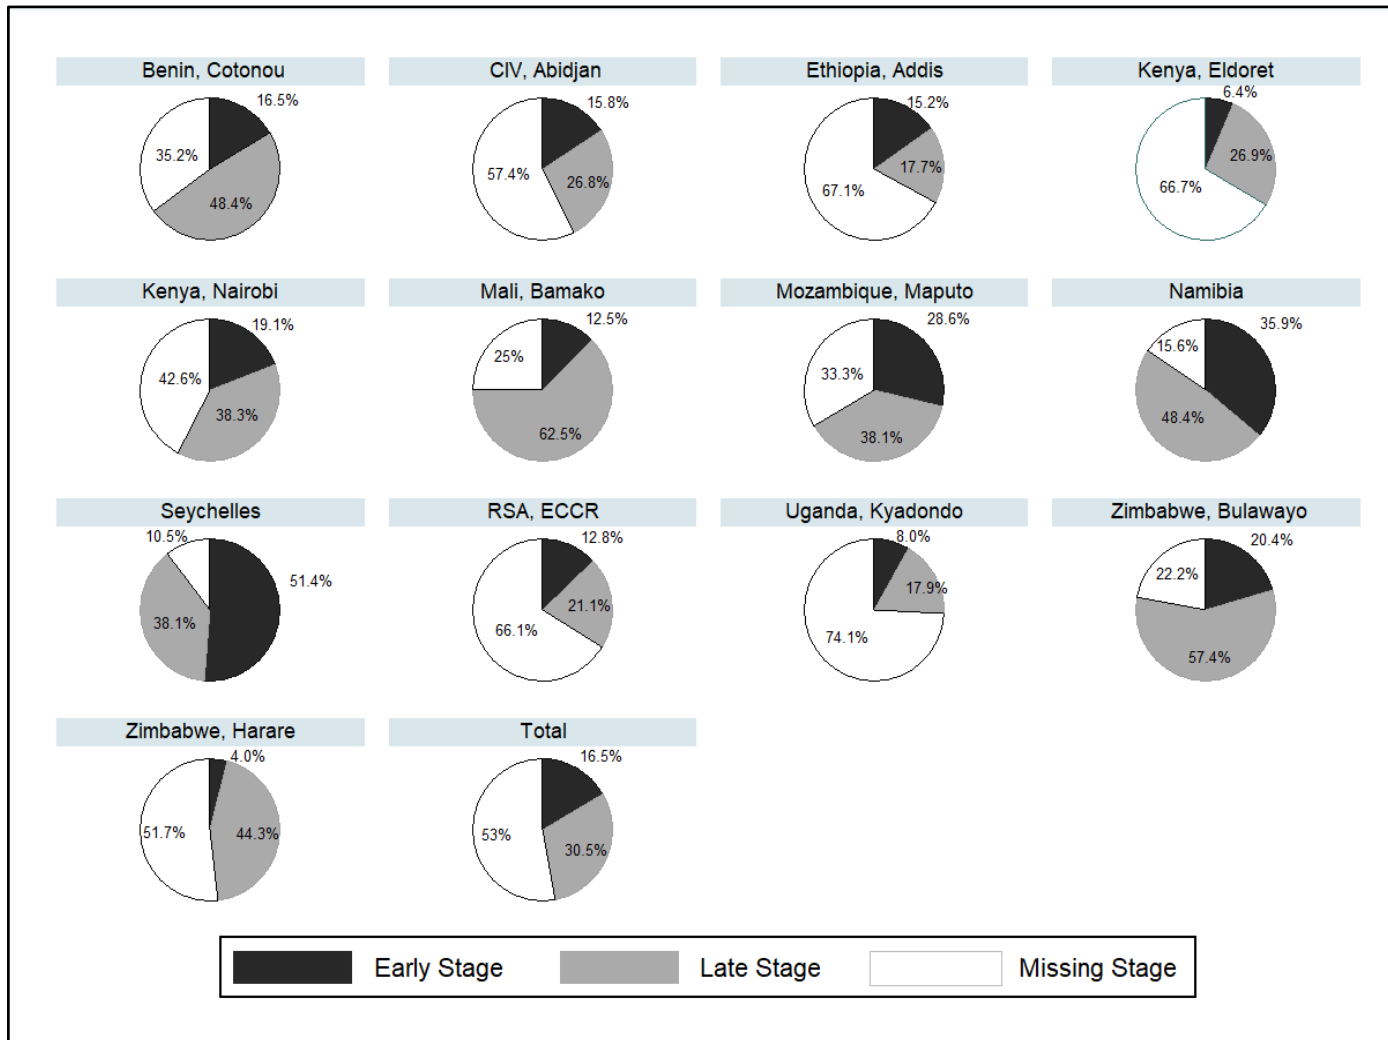 Benin, Cotonou
16.5%
35.2%
48.4%
CIV, Abidjan
15.8%
57.4%
26.8%
Ethiopia, Addis
15.2%
17.7%
67.1%
Kenya, Eldoret
6.4%
26.9%
66.7%
Kenya, Nairobi
19.1%
42.6%
38.3%
Mali, Bamako
12.5%
25%
62.5%
Mozambique, Maputo
28.6%
33.3%
38.1%
Namibia
35.9%
15.6%
48.4%
Seychelles
10.5%
51.4%
38.1%
RSA, ECCR
12.8%
21.1%
66.1%
Uganda, Kyadondo
8.0%
17.9%
74.1%
Zimbabwe, Bulawayo
20.4%
22.2%
57.4%
Zimbabwe, Harare
4.0%
51.7%
44.3%
Total
16.5%
53%
30.5%
Early Stage
Late Stage
Missing Stage